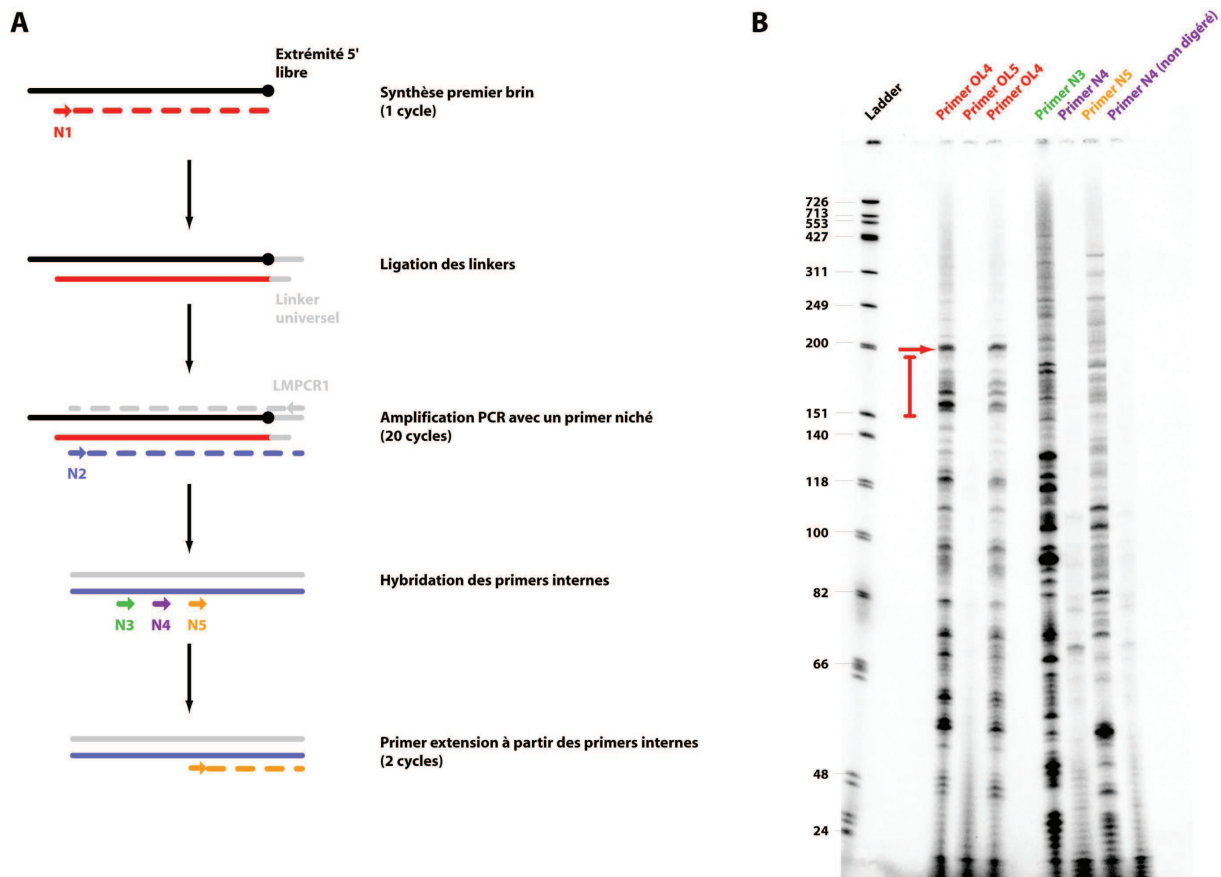 A
Extrémité 5'
libre
N1
Synthèse premier brin
(1 cycle)
Ligation des linkers
Linker
universel
LMPCR1
Amplification PCR avec un primer niché
(20 cycles)
N2
Hybridation des primers internes
N3
N4
N5
Primer extension à partir des primers internes
(2 cycles)
B
Ladder
Primer OL4
Primer OL5
Primer OL4
Primer N3
Primer N4
Primer N5
Primer N4 (non digéré)
726
713
553
427
311
249
200
151
140
118
100
82
66
48
24